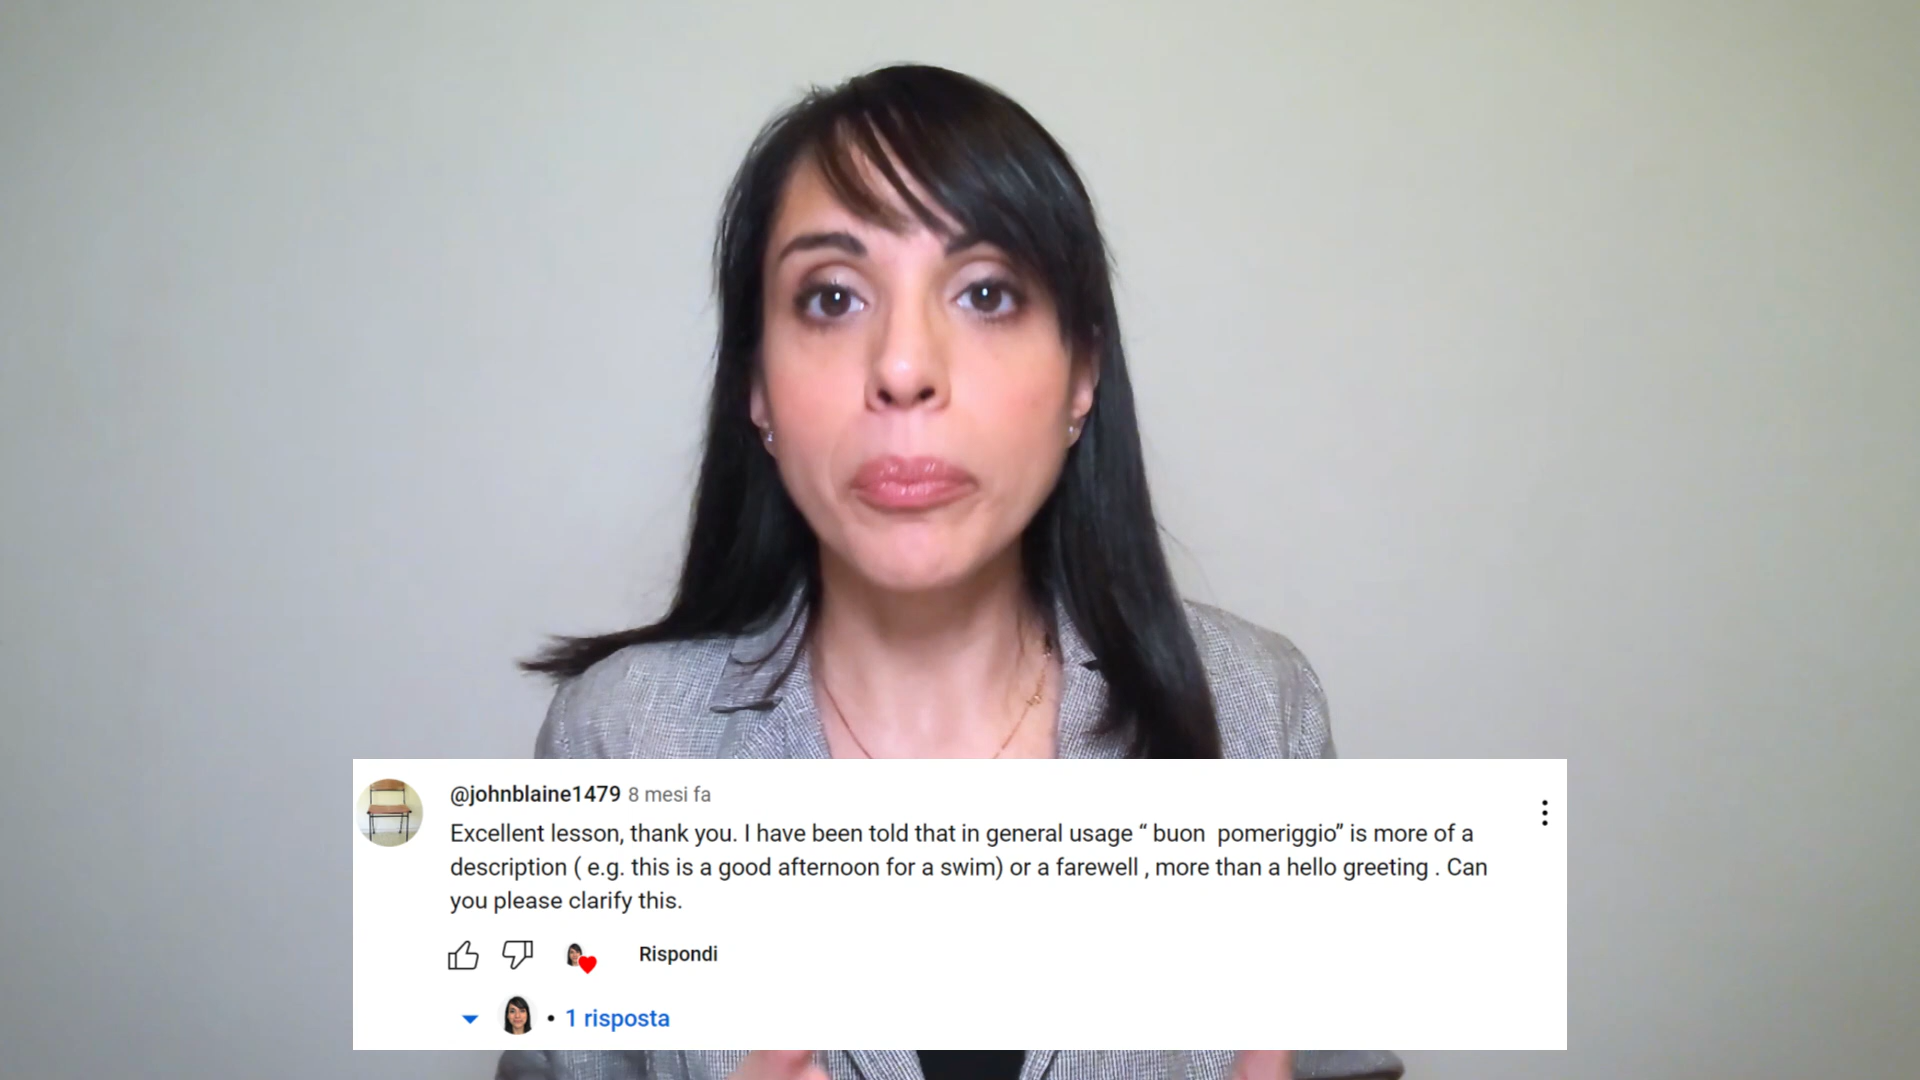 @johnblaine1479 8 mesi fa
Excellent lesson, thank you. I have been told that in general usage “ buon  pomeriggio” is more of a
description ( e.g. this is a good afternoon for a swim) or a farewell , more than a hello greeting . Can
you please clarify this.
Rispondi
• 1 risposta